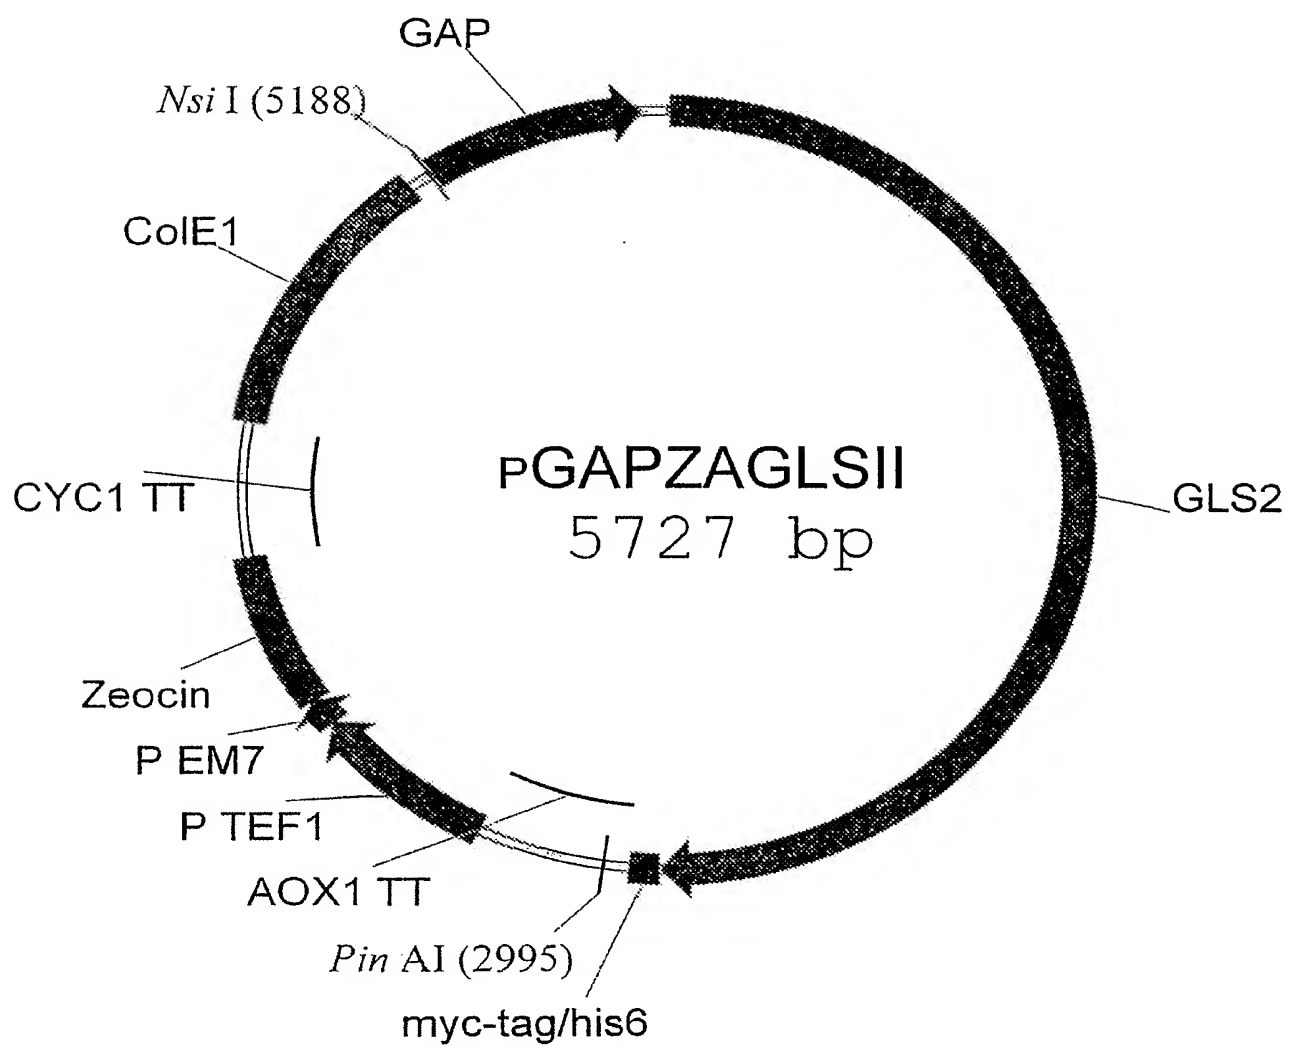 GAP
Nsi I (5188)
ColE1
PGAPZAGLSII
5727 bp
CYC1 TT
GLS2
Zeocin
P EM7
P TEF1
AOX1 TT
Pin AI (2995)
myc-tag/his6